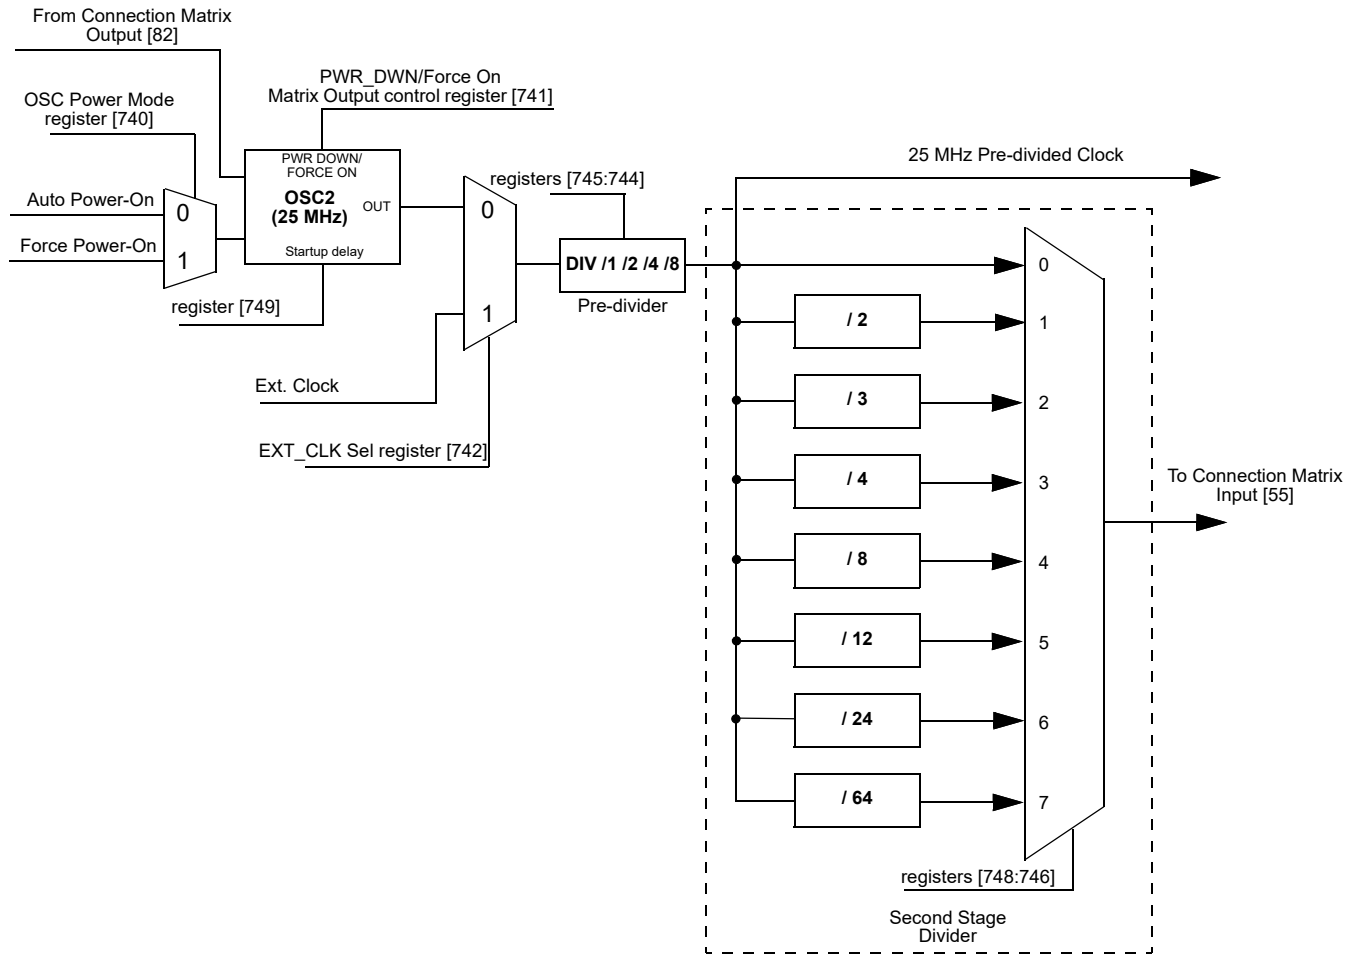 From Connection Matrix
Output [82]
PWR_DWN/Force On
Matrix Output control register [741]
OSC Power Mode
register [740]
Auto Power-On
Force Power-On
0
1
PWR DOWN/
FORCE ON
OSC2
(25 MHz)
OUT
Startup delay
register [749]
0
1
Ext. Clock
EXT_CLK Sel register [742]
registers [745:744]
DIV /1 /2 /4 /8
Pre-divider
25 MHz Pre-divided Clock
0
/ 2
1
/ 3
2
/ 4
3
/ 8
4
/ 12
5
/ 24
6
/ 64
7
To Connection Matrix
Input [55]
registers [748:746]
Second Stage
Divider